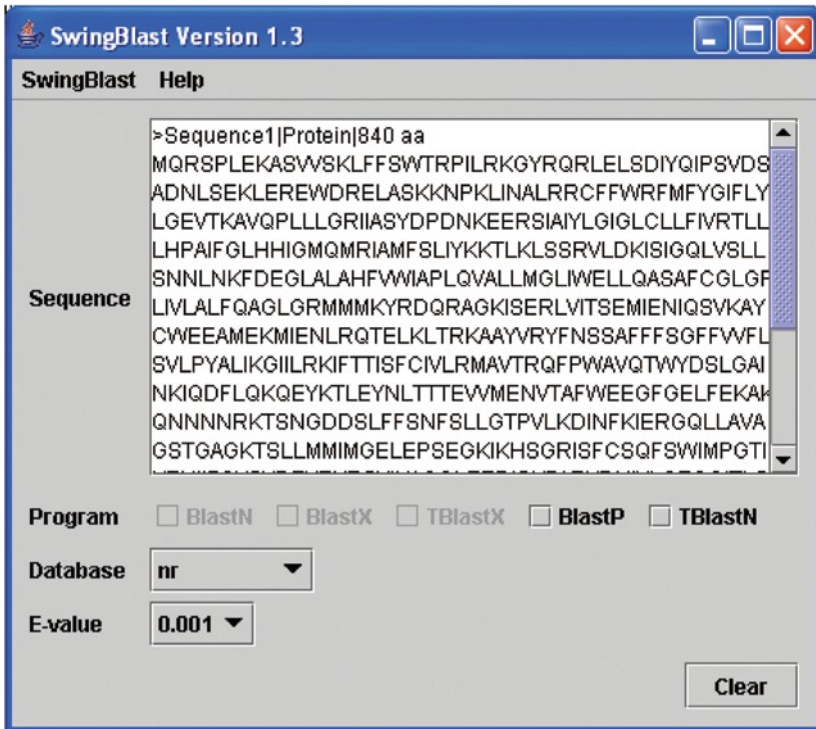 SwingBlast Version 1.3
SwingBlast Help
>Sequence1|Protein|840 aa
MQRSPLEKASVVSKLFFSWTRPILRKGYRQRLELSDIYQIPSVDS
ADNLSEKLEREWDRELASKKNPKLINALRRCFFWRFMFYGIFLY
LGEVTKAVQPLLLGRIIASYDPDNKEERSIAIYLGIGLCLLFIVRTLL
LHPAIFGLHHIGMQMRIAMFSLIYKKTLKLSSRVLDKISIGQLVSLL
SNNLNKFDEGLALAHFVWIAPLQVALLMGLIWELLQASAFCGLGF
Sequence
LIVLALFQAGLGRMMMKYRDQRAGKISERLVITSEMIENIQSVKAY
CWEEAMEKMIENLRQTELKLTRKAAYVRYFNSSAFFFSGFFVVFL
SVLPYALIKGIILRKIFTTISFCIVLRMAVTRQFPWAVQTWYDSLGAI
NKIQDFLQKQEYKTLEYNLTTTEVVMENVTAFWEEGFGELFEKAK
QNNNNRKTSNGDDSLFFSNFSLLGTPVLKDINFKIERGQLLAVA
GSTGAGKTSLLMMIMGELEPSEGKIKHSGRISFCSQFSWIMPGTI
Program BlastN BlastX TBlastX BlastP TBlastN
Database nr
E-value 0.001
Clear